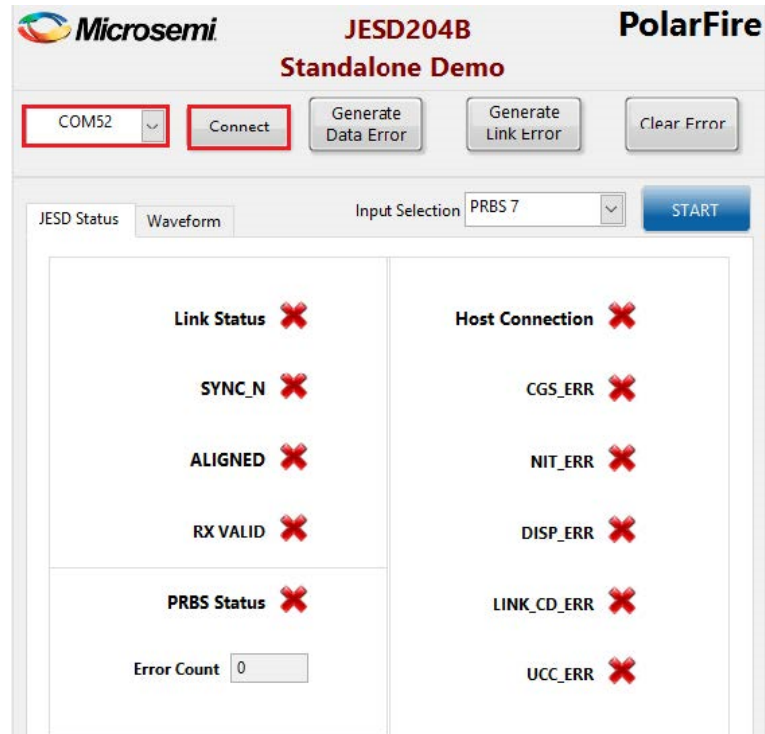 Microsemi
JESD204B
Standalone Demo
PolarFire
COM52
Connect
Generate
Data Error
Generate
Link Error
Clear Error
JESD Status
Waveform
Input Selection
PRBS 7
START
Link Status
SYNC_N
ALIGNED
RX VALID
PRBS Status
Error Count
0
Host Connection
CGS_ERR
NIT_ERR
DISP_ERR
LINK_CD_ERR
UCC_ERR